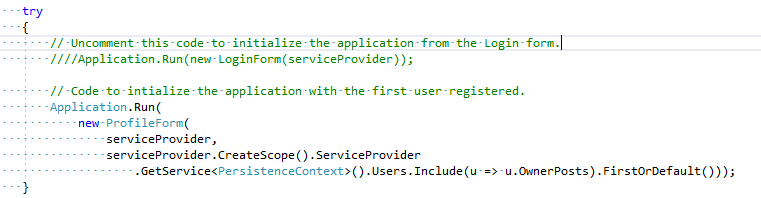 try
{
// Uncomment this code to initialize the application from the Login form.
////Application.Run(new LoginForm(serviceProvider));
// Code to intialize the application with the first user registered.
Application.Run(
new ProfileForm(
serviceProvider,
serviceProvider.CreateScope().ServiceProvider
.GetService<PersistenceContext>().Users.Include(u => u.OwnerPosts).FirstOrDefault()));
}